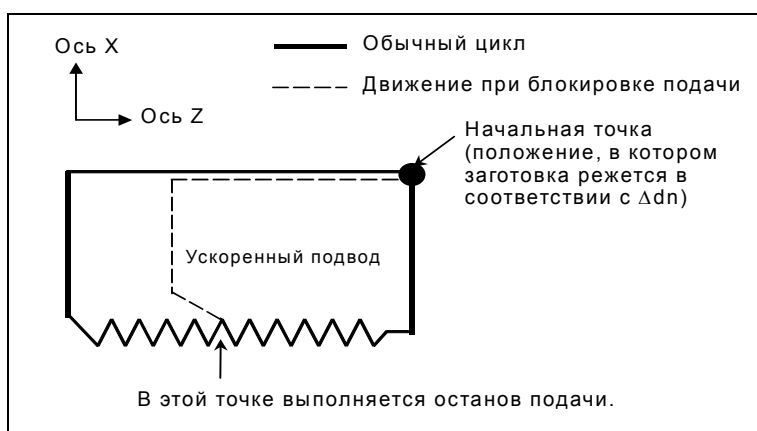 Ось X
Обычный цикл
Движение при блокировке подачи
Ось Z
Начальная точка
(положение, в котором
заготовка режется в
соответствии с Δdn)
Ускоренный подвод
В этой точке выполняется останов подачи.